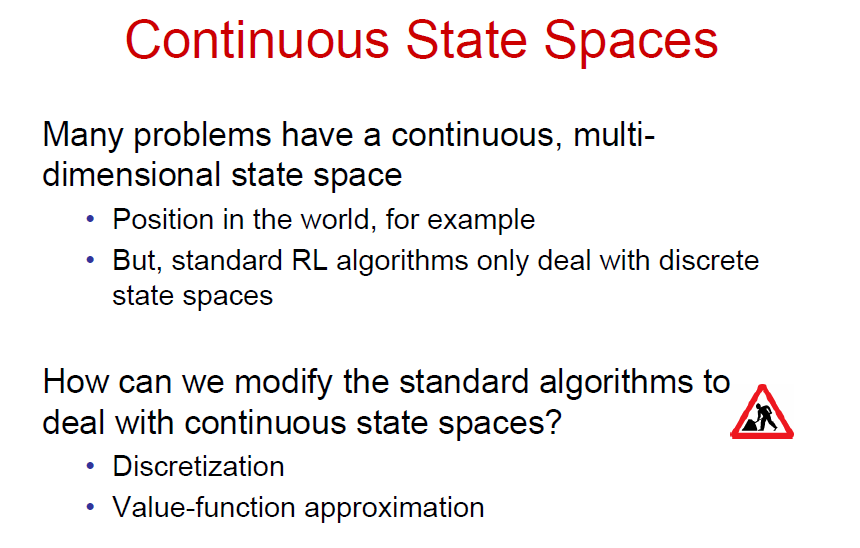 Continuous State Spaces
Many problems have a continuous, multi-
dimensional state space
• Position in the world, for example
• But, standard RL algorithms only deal with discrete
state spaces
How can we modify the standard algorithms to
deal with continuous state spaces?
• Discretization
• Value-function approximation